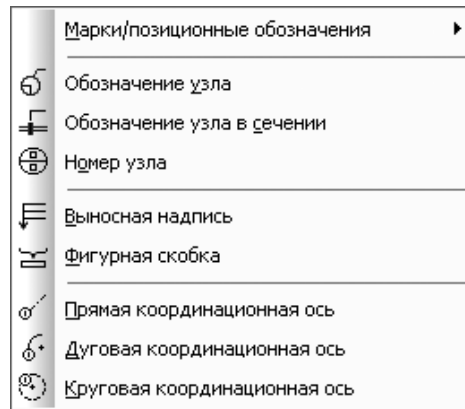 Марки/позиционные обозначения
Обозначение узла
Обозначение узла в сечении
Номер узла
Выносная надпись
Фигурная скобка
Прямая координационная ось
Дуговая координационная ось
Круговая координационная ось